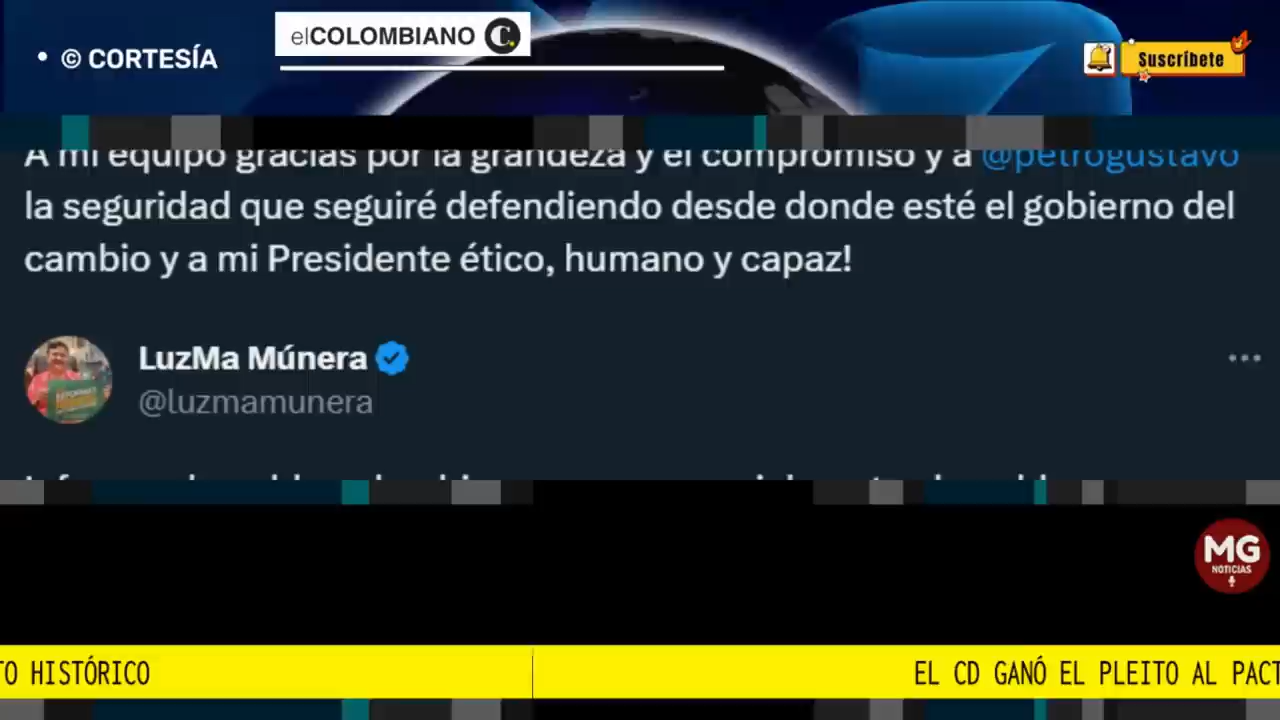 • © CORTESÍA
elCOLOMBIANO C
Suscríbete
A mi equipo gracias por la grandeza y el compromiso y a @petrogustavo
la seguridad que seguiré defendiendo desde donde esté el gobierno del
cambio y a mi Presidente ético, humano y capaz!
LuzMa Múnera
@luzmamunera
MG
NOTICIAS
TO HISTÓRICO
EL CD GANÓ EL PLEITO AL PACT